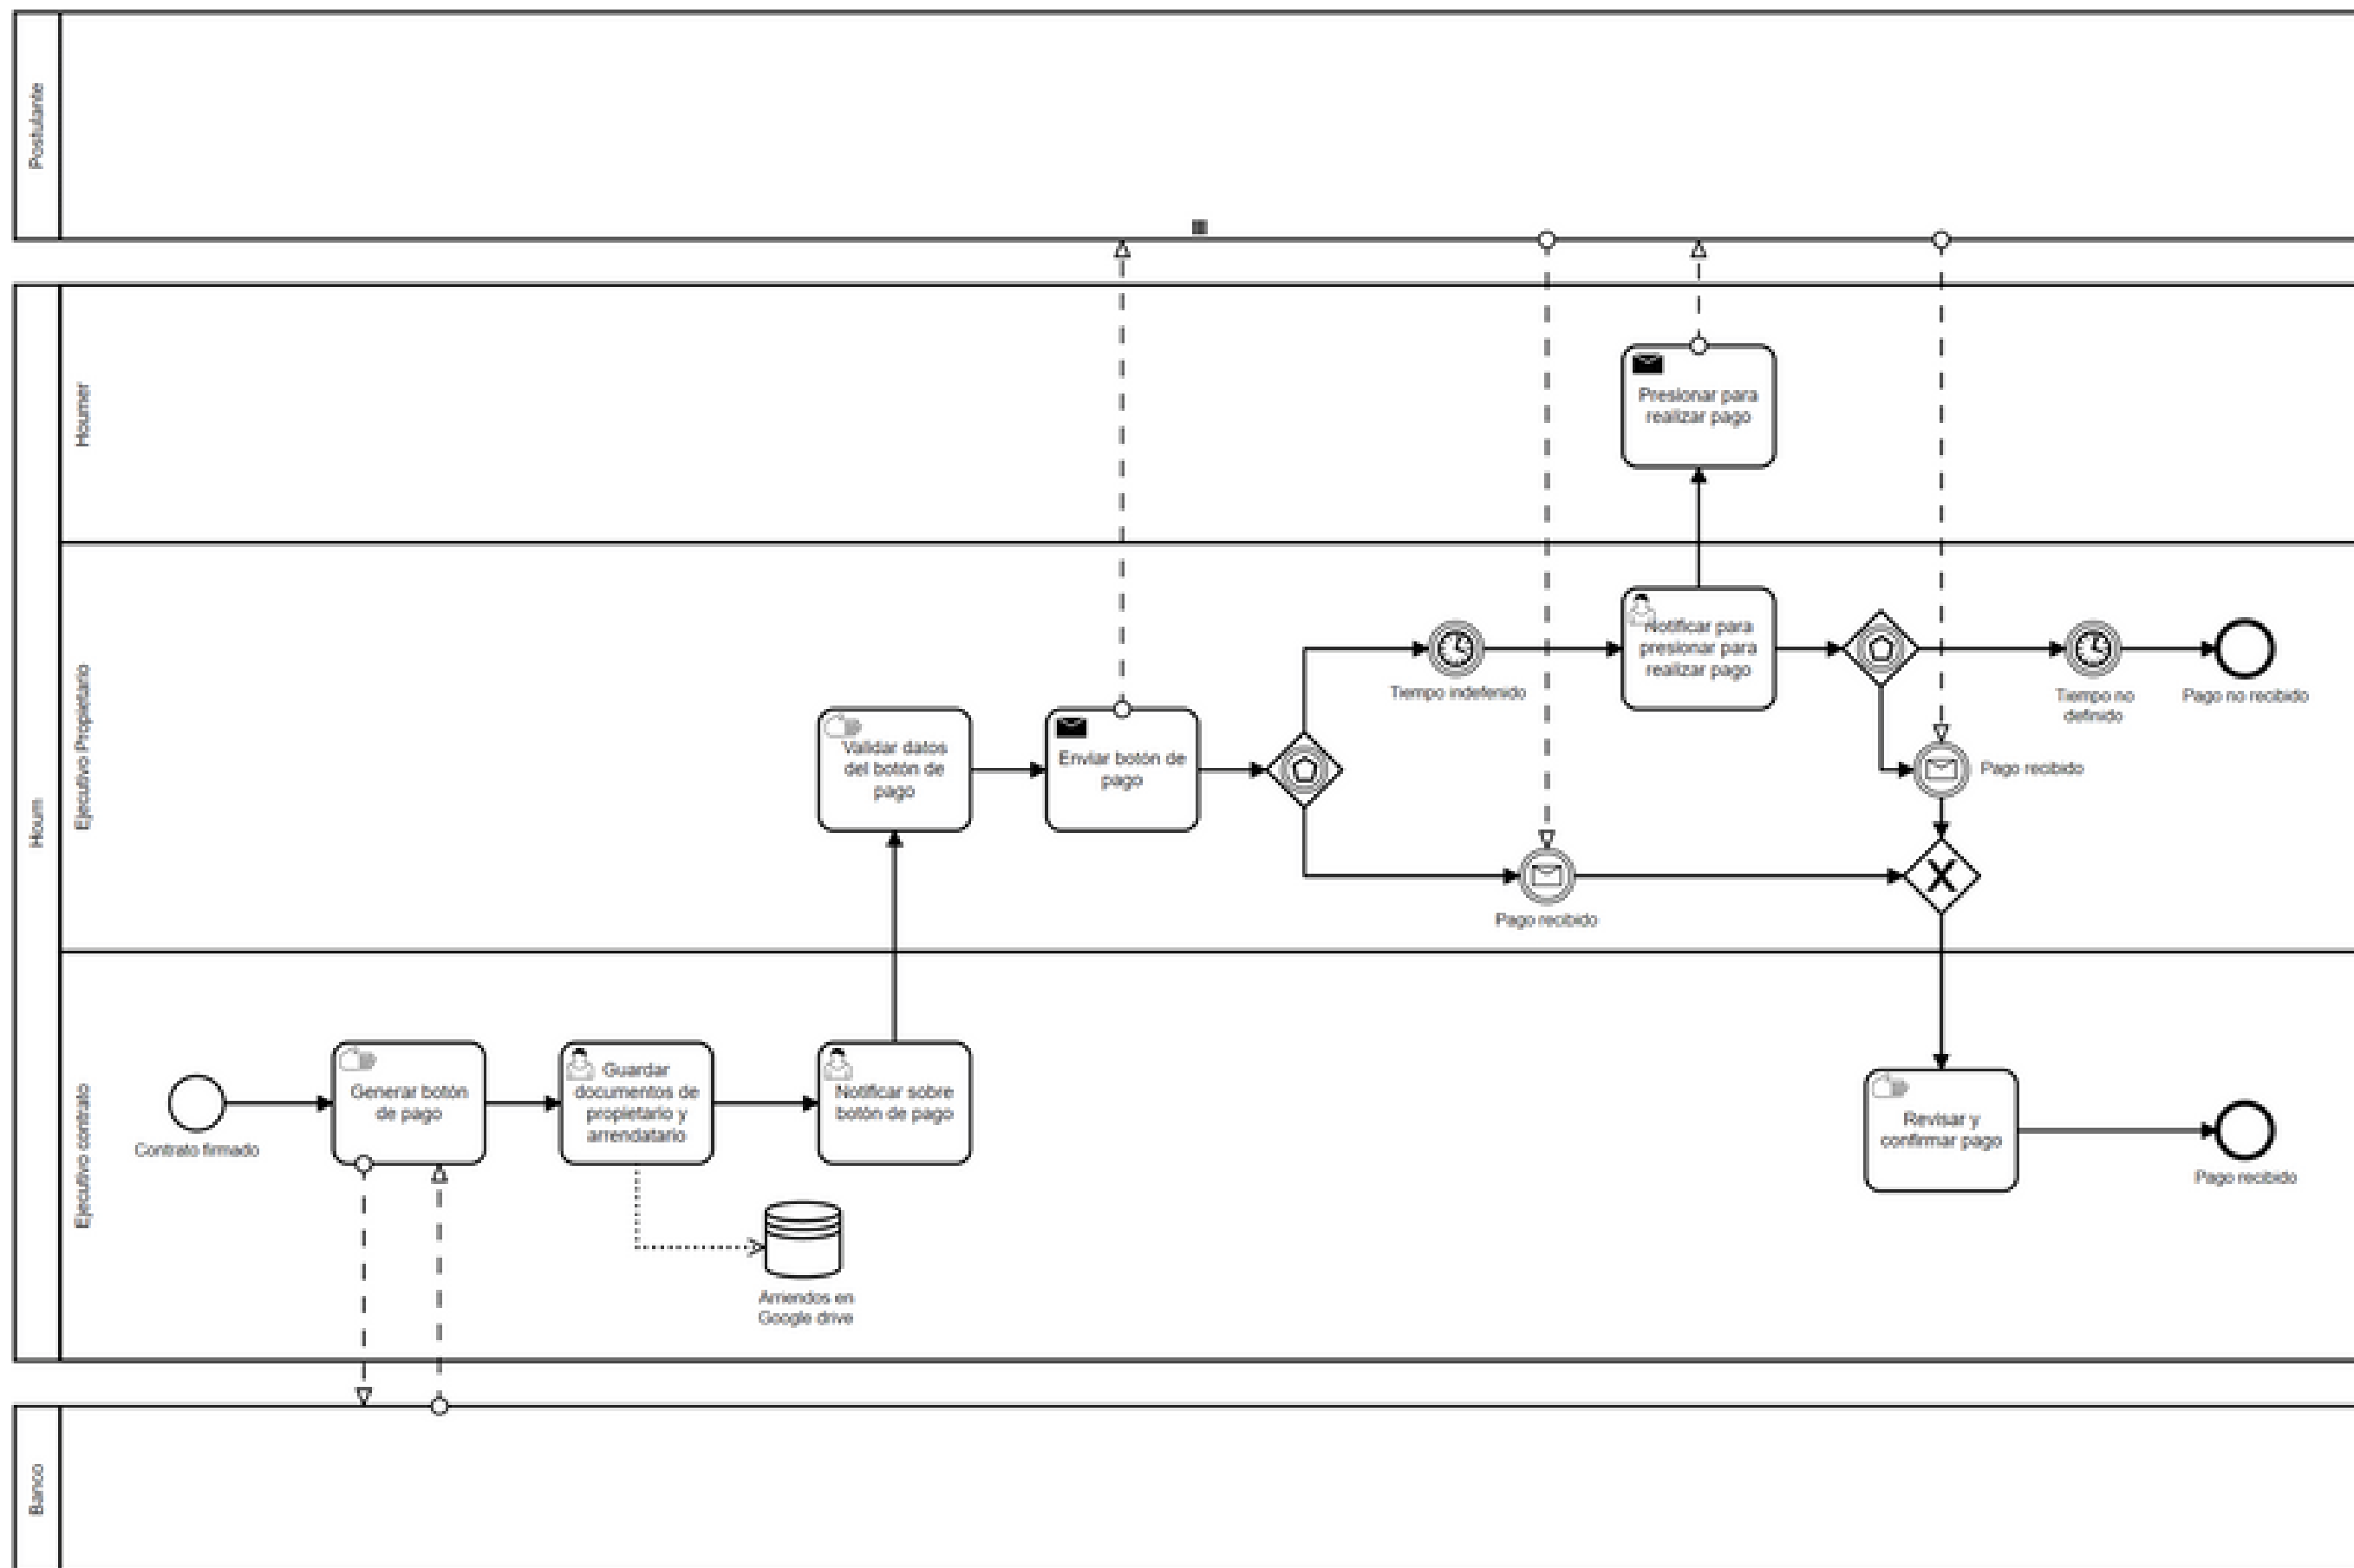 Postulante
Houm
Houmer
Presionar para
realizar pago
Ejecutivo Propietario
Tiempo indefenido
Notificar para
presionar para
realizar pago
Tiempo no
definido
Pago no recibido
Validar datos
del botón de
pago
Enviar botón de
pago
Pago recibido
Pago recibido
Ejecutivo contrato
Contrato firmado
Generar botón
de pago
Guardar
documentos de
propietario y
arrendatario
Notificar sobre
botón de pago
Revisar y
confirmar pago
Pago recibido
Arriendos en
Google drive
Banco